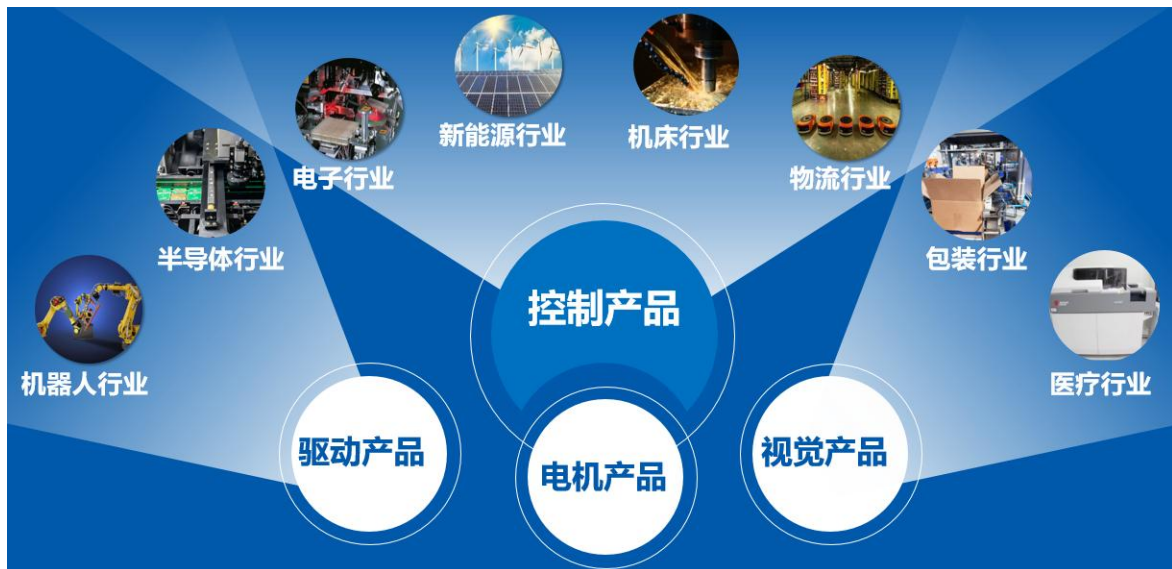 新能源行业
机床行业
电子行业
物流行业
半导体行业
包装行业
机器人行业
医疗行业
控制产品
驱动产品
电机产品
视觉产品